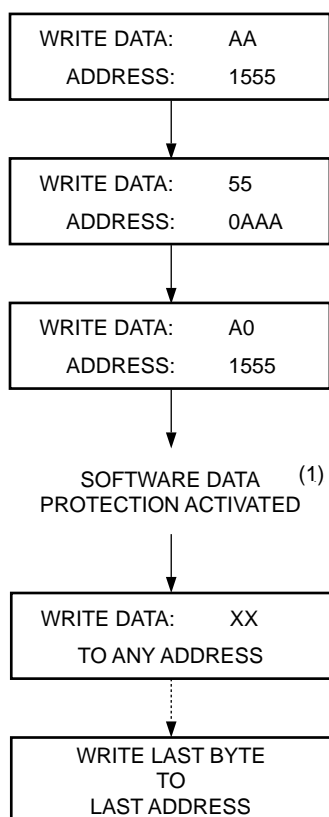 WRITE DATA: AA
ADDRESS: 1555
WRITE DATA: 55
ADDRESS: 0AAA
WRITE DATA: A0
ADDRESS: 1555
SOFTWARE DATA (1)
PROTECTION ACTIVATED
WRITE DATA: XX
TO ANY ADDRESS
WRITE LAST BYTE
TO
LAST ADDRESS